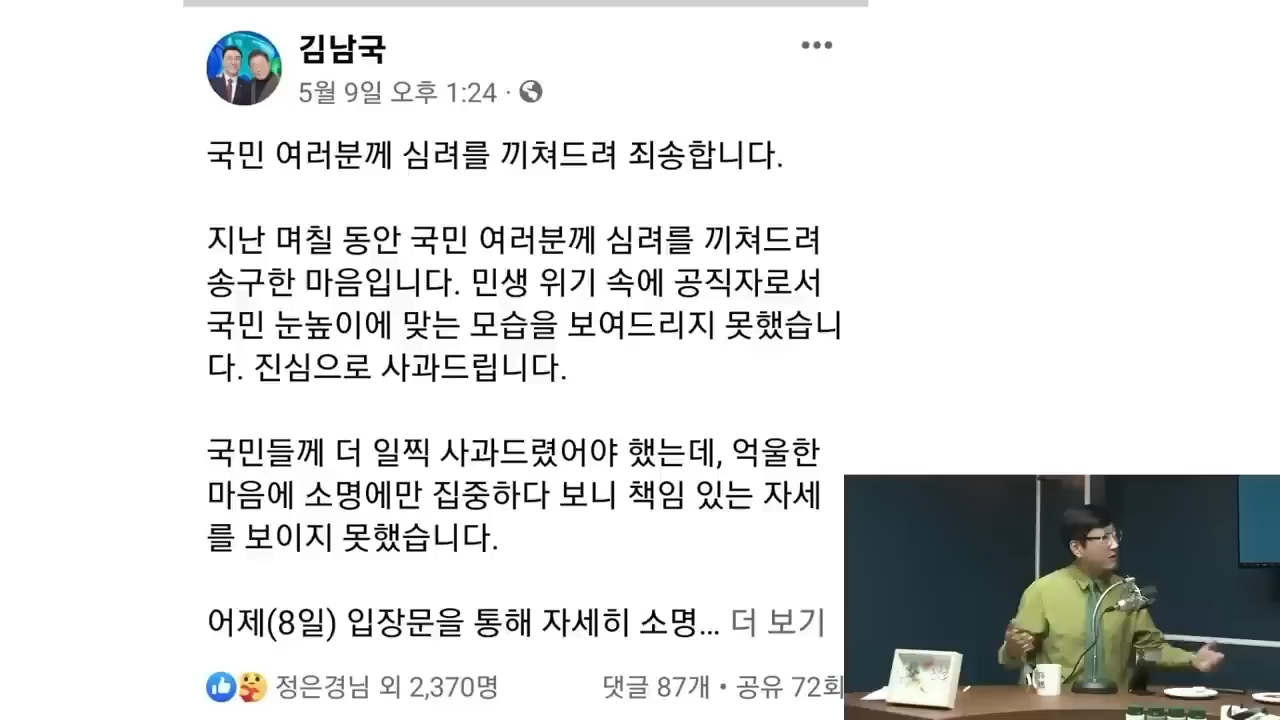 김남국
5월 9일 오후 1:24 ·
국민 여러분께 심려를 끼쳐드려 죄송합니다.
지난 며칠 동안 국민 여러분께 심려를 끼쳐드려
송구한 마음입니다. 민생 위기 속에 공직자로서
국민 눈높이에 맞는 모습을 보여드리지 못했습니
다. 진심으로 사과드립니다.
국민들께 더 일찍 사과드렸어야 했는데, 억울한
마음에 소명에만 집중하다 보니 책임 있는 자세
를 보이지 못했습니다.
어제(8일) 입장문을 통해 자세히 소명... 더 보기
정은경님 외 2,370명
댓글 87개 • 공유 72회